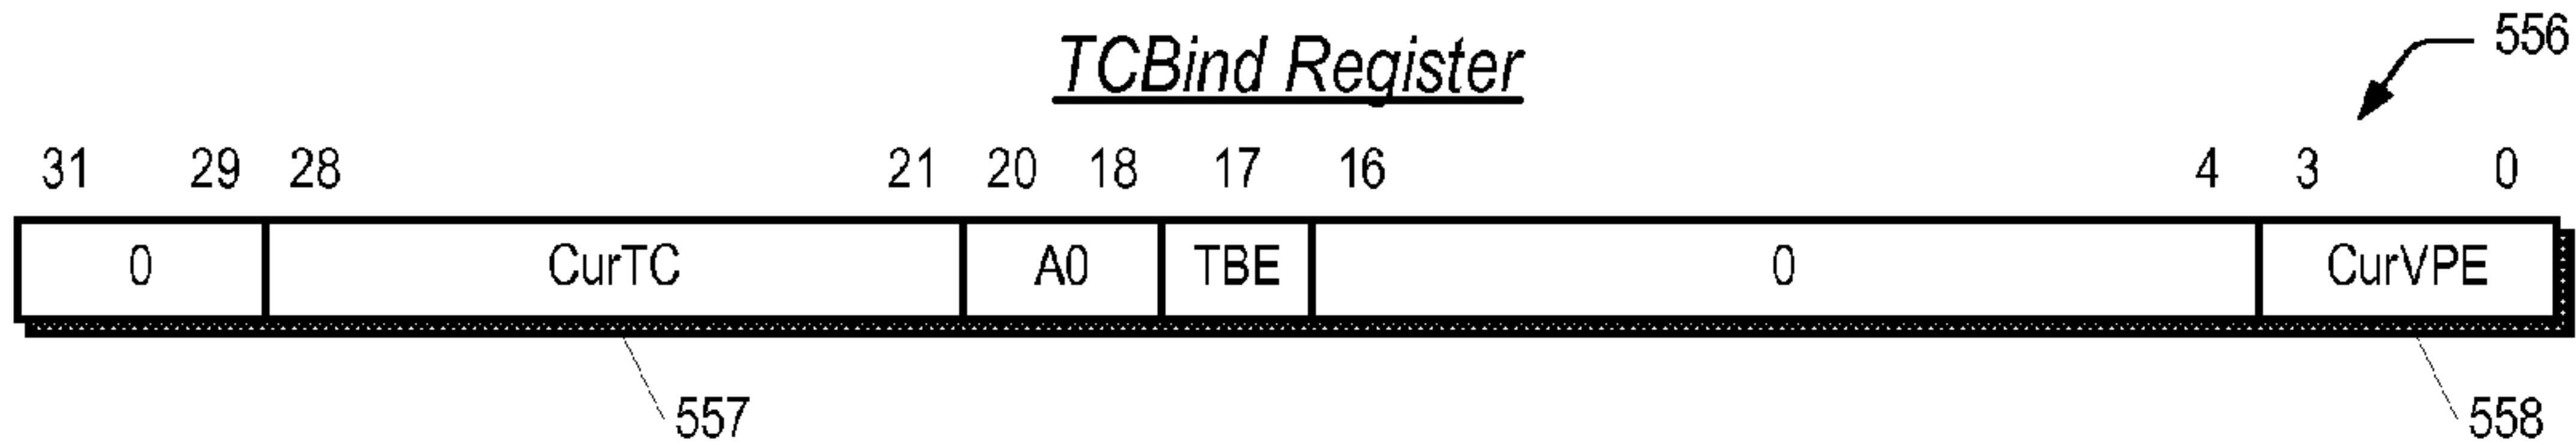 TCBind Register
556
31 29 28 21 20 18 17 16 4 3 0
0 CurTC A0 TBE 0 CurVPE
557 558